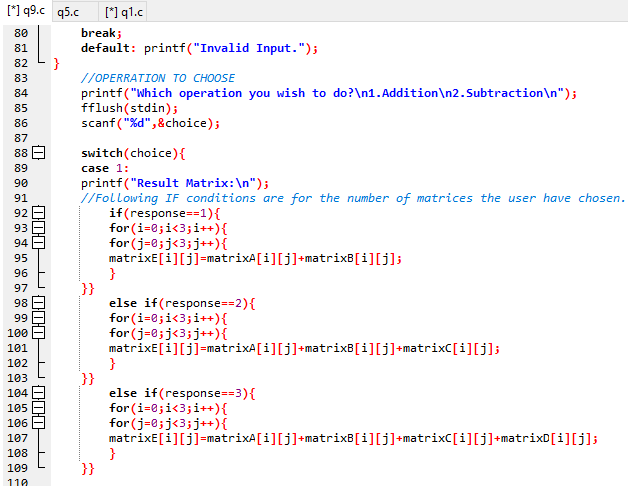 [*] q9.c q5.c [*] q1.c
80 break;
81 default: printf("Invalid Input.");
82 }
83 //OPERRATION TO CHOOSE
84 printf("Which operation you wish to do?\n1.Addition\n2.Subtraction\n");
85 fflush(stdin);
86 scanf("%d",&choice);
87
88 switch(choice){
89 case 1:
90 printf("Result Matrix:\n");
91 //Following IF conditions are for the number of matrices the user have chosen.
92 if(response==1){
93 for(i=0;i<3;i++){
94 for(j=0;j<3;j++){
95 matrixE[i][j]=matrixA[i][j]+matrixB[i][j];
96 }
97 }}
98 else if(response==2){
99 for(i=0;i<3;i++){
100 for(j=0;j<3;j++){
101 matrixE[i][j]=matrixA[i][j]+matrixB[i][j]+matrixC[i][j];
102 }
103 }}
104 else if(response==3){
105 for(i=0;i<3;i++){
106 for(j=0;j<3;j++){
107 matrixE[i][j]=matrixA[i][j]+matrixB[i][j]+matrixC[i][j]+matrixD[i][j];
108 }
109 }}
110